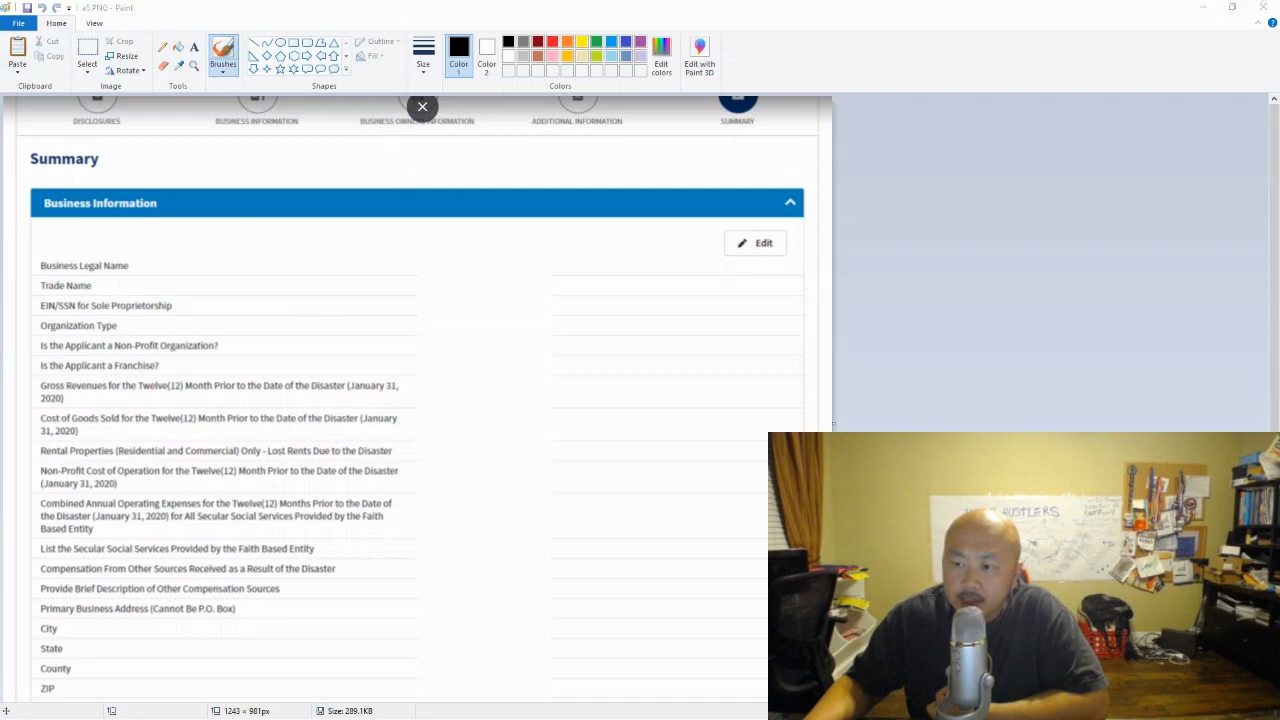 e5.PNG - Paint
File
Home
View
Paste
Cut
Copy
Clipboard
Select
Crop
Resize
Rotate
Image
Tools
Brushes
Outline
Fill
Shapes
Size
Color 1
Color 2
Edit colors
Colors
Edit with Paint 3D
DISCLOSURES
BUSINESS INFORMATION
BUSINESS OWNERS INFORMATION
ADDITIONAL INFORMATION
SUMMARY
Summary
Business Information
Edit
Business Legal Name
Trade Name
EIN/SSN for Sole Proprietorship
Organization Type
Is the Applicant a Non-Profit Organization?
Is the Applicant a Franchise?
Gross Revenues for the Twelve(12) Month Prior to the Date of the Disaster (January 31,
2020)
Cost of Goods Sold for the Twelve(12) Month Prior to the Date of the Disaster (January
31, 2020)
Rental Properties (Residential and Commercial) Only - Lost Rents Due to the Disaster
Non-Profit Cost of Operation for the Twelve(12) Month Prior to the Date of the Disaster
(January 31, 2020)
Combined Annual Operating Expenses for the Twelve(12) Months Prior to the Date of
the Disaster (January 31, 2020) for All Secular Social Services Provided by the Faith
Based Entity
List the Secular Social Services Provided by the Faith Based Entity
Compensation From Other Sources Received as a Result of the Disaster
Provide Brief Description of Other Compensation Sources
Primary Business Address (Cannot Be P.O. Box)
City
State
County
ZIP
HUSTLERS
1243 × 981px
Size: 289.1KB